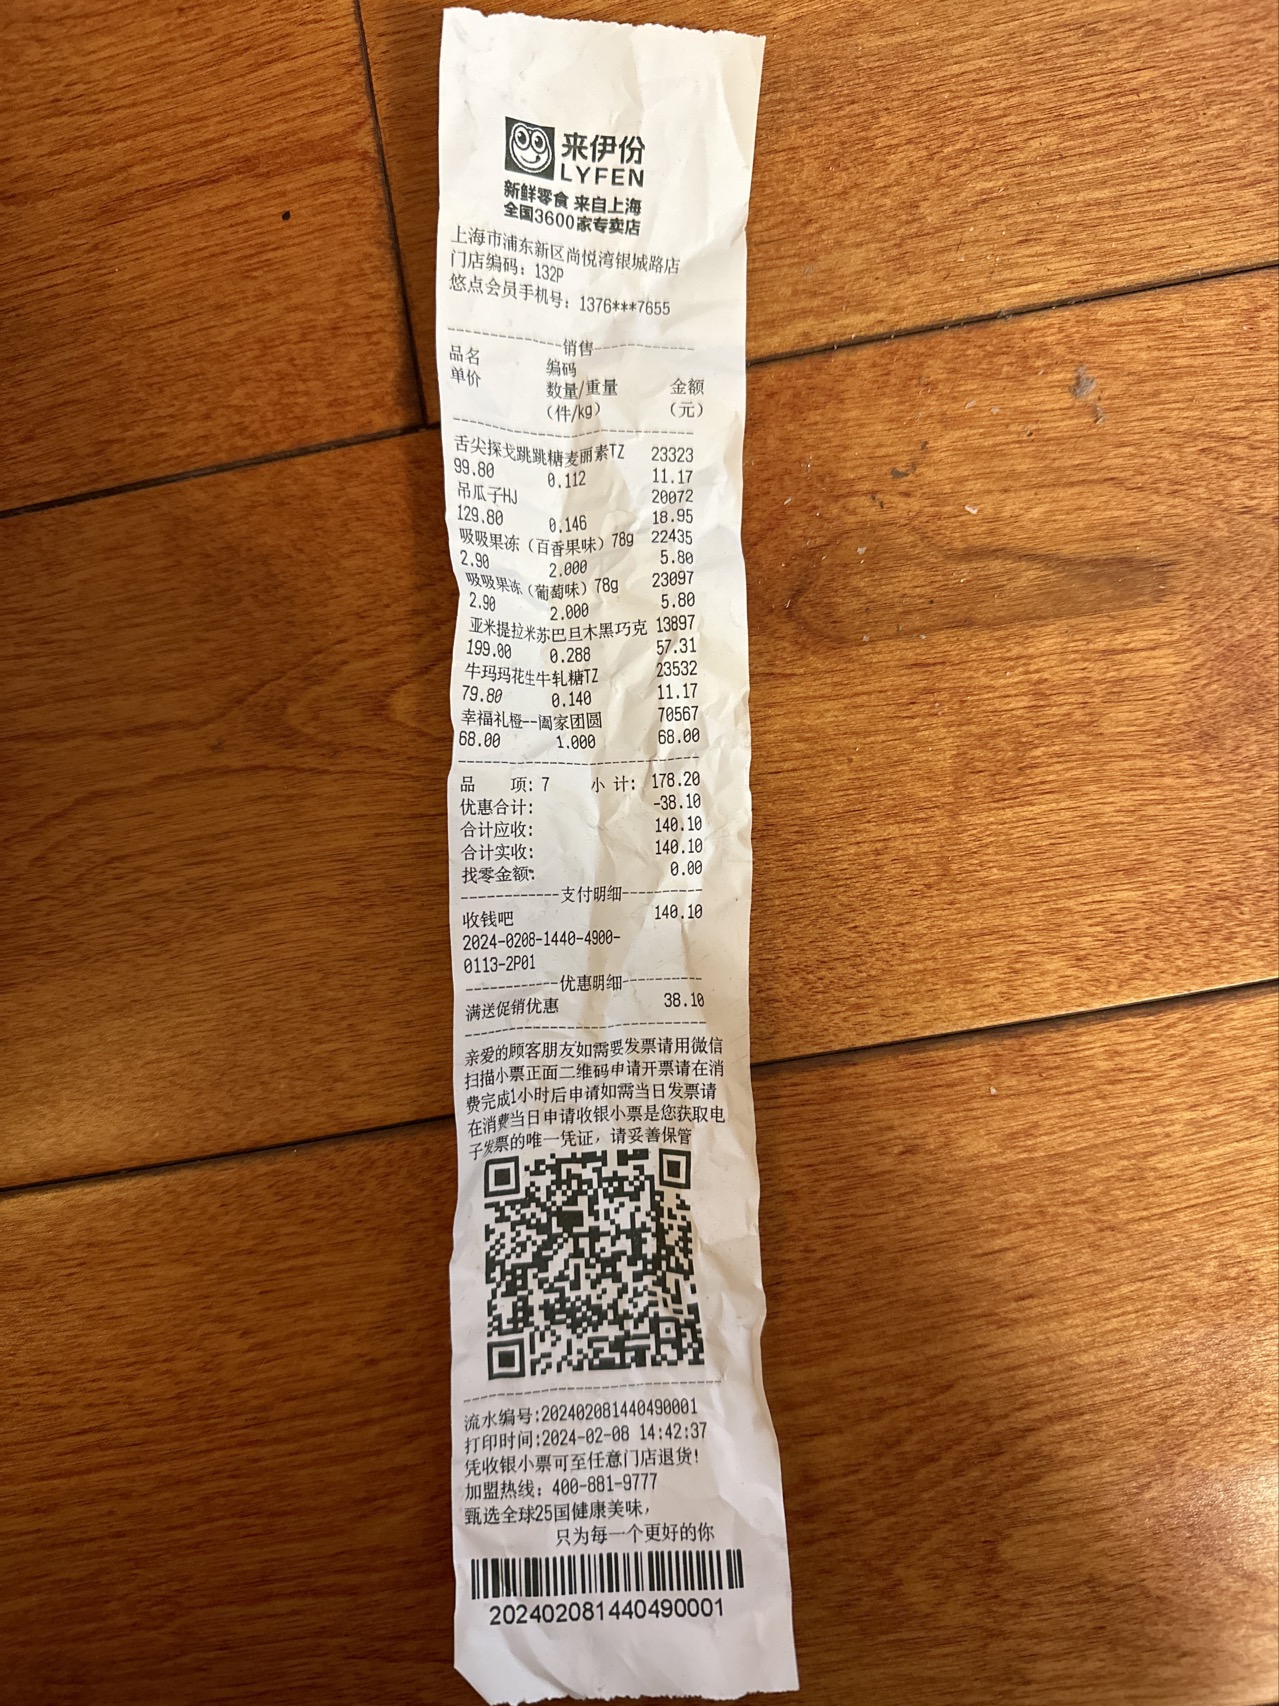 来伊份
LYFEN
新鲜零食 来自上海
全国3600家专卖店
上海市浦东新区尚悦湾银城路店
门店编码：132P
悠点会员手机号：1376***7655
销售
品名 编码
单价 数量/重量 金额
（件/kg） （元）
舌尖探戈跳跳糖麦丽素TZ 23323
99.80 0.112 11.17
吊瓜子HJ 20072
129.80 0.146 18.95
吸吸果冻（百香果味）78g 22435
2.90 2.000 5.80
吸吸果冻（葡萄味）78g 23097
2.90 2.000 5.80
亚米提拉米苏巴旦木黑巧克 13897
199.00 0.288 57.31
牛玛玛花生牛轧糖TZ 23532
79.80 0.140 11.17
幸福礼橙--阖家团圆 70567
68.00 1.000 68.00
品 项: 7 小 计: 178.20
优惠合计: -38.10
合计应收: 140.10
合计实收: 140.10
找零金额: 0.00
支付明细
收钱吧 140.10
2024-0208-1440-4900-
0113-2P01
优惠明细
满送促销优惠 38.10
亲爱的顾客朋友如需要发票请用微信
扫描小票正面二维码申请开票请在消
费完成1小时后申请如需当日发票请
在消费当日申请收银小票是您获取电
子发票的唯一凭证，请妥善保管
流水编号:202402081440490001
打印时间:2024-02-08 14:42:37
凭收银小票可至任意门店退货!
加盟热线：400-881-9777
甄选全球25国健康美味，
只为每一个更好的你
202402081440490001